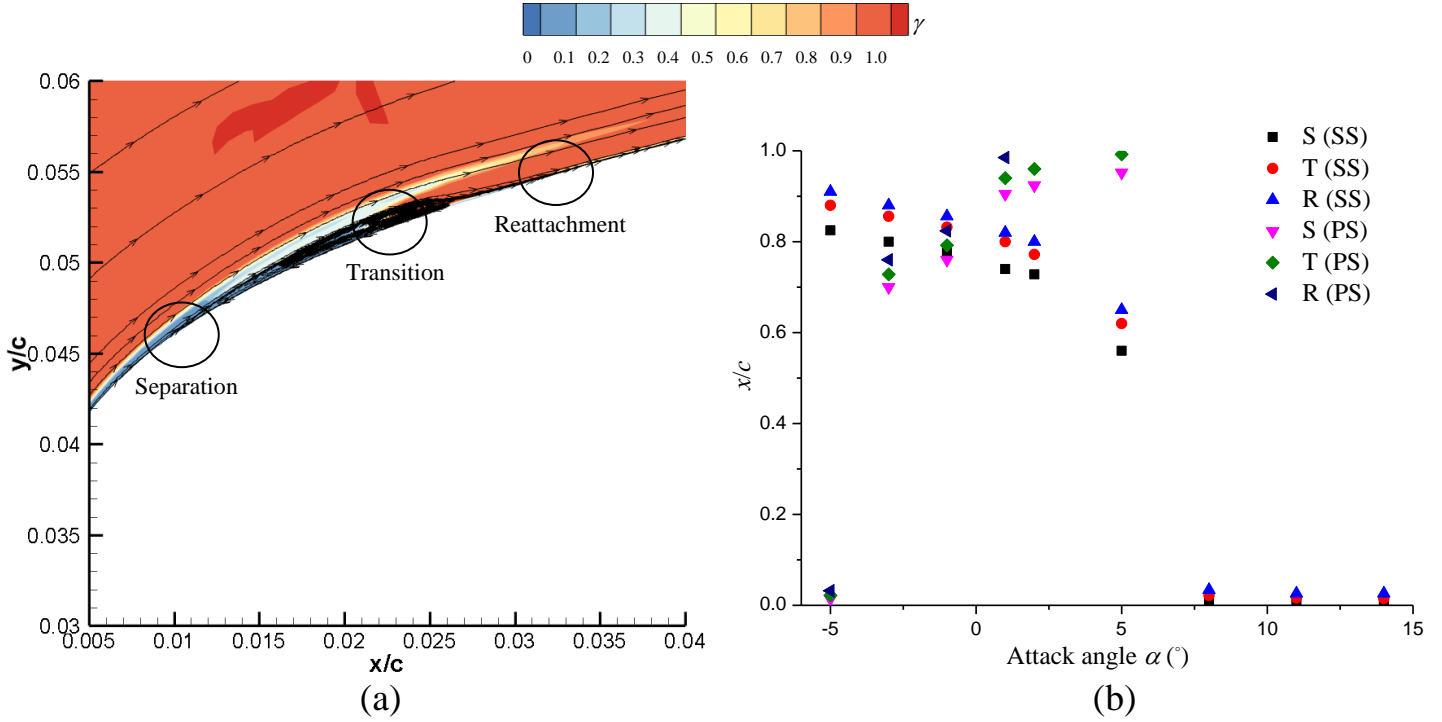 γ
0 0.1 0.2 0.3 0.4 0.5 0.6 0.7 0.8 0.9 1.0
0.06
0.055
0.05
0.045
0.04
0.035
0.03
y/c
Reattachment
Transition
Separation
0.005 0.01 0.015 0.02 0.025 0.03 0.035 0.04
x/c
(a)
S (SS)
T (SS)
R (SS)
S (PS)
T (PS)
R (PS)
1.0
0.8
0.6
0.4
0.2
0.0
x/c
-5 0 5 10 15
Attack angle α (°)
(b)